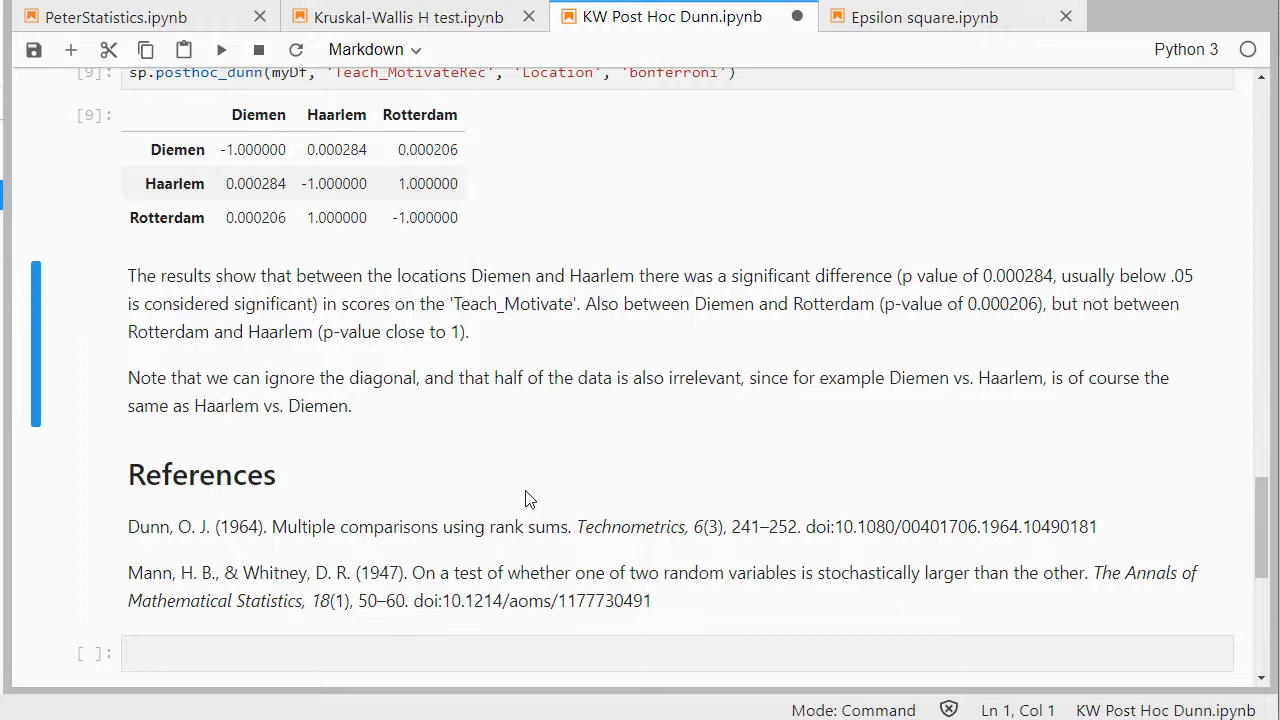 PeterStatistics.ipynb Kruskal-Wallis H test.ipynb KW Post Hoc Dunn.ipynb Epsilon square.ipynb
Markdown Python 3
[9]: sp.posthoc_dunn(myDf, 'Teach_MotivateRec', 'Location', 'bonferroni')
[9]: Diemen Haarlem Rotterdam
Diemen -1.000000 0.000284 0.000206
Haarlem 0.000284 -1.000000 1.000000
Rotterdam 0.000206 1.000000 -1.000000
The results show that between the locations Diemen and Haarlem there was a significant difference (p value of 0.000284, usually below .05
is considered significant) in scores on the 'Teach_Motivate'. Also between Diemen and Rotterdam (p-value of 0.000206), but not between
Rotterdam and Haarlem (p-value close to 1).
Note that we can ignore the diagonal, and that half of the data is also irrelevant, since for example Diemen vs. Haarlem, is of course the
same as Haarlem vs. Diemen.
References
Dunn, O. J. (1964). Multiple comparisons using rank sums. Technometrics, 6(3), 241–252. doi:10.1080/00401706.1964.10490181
Mann, H. B., & Whitney, D. R. (1947). On a test of whether one of two random variables is stochastically larger than the other. The Annals of
Mathematical Statistics, 18(1), 50–60. doi:10.1214/aoms/1177730491
[ ]:
Mode: Command Ln 1, Col 1 KW Post Hoc Dunn.ipynb